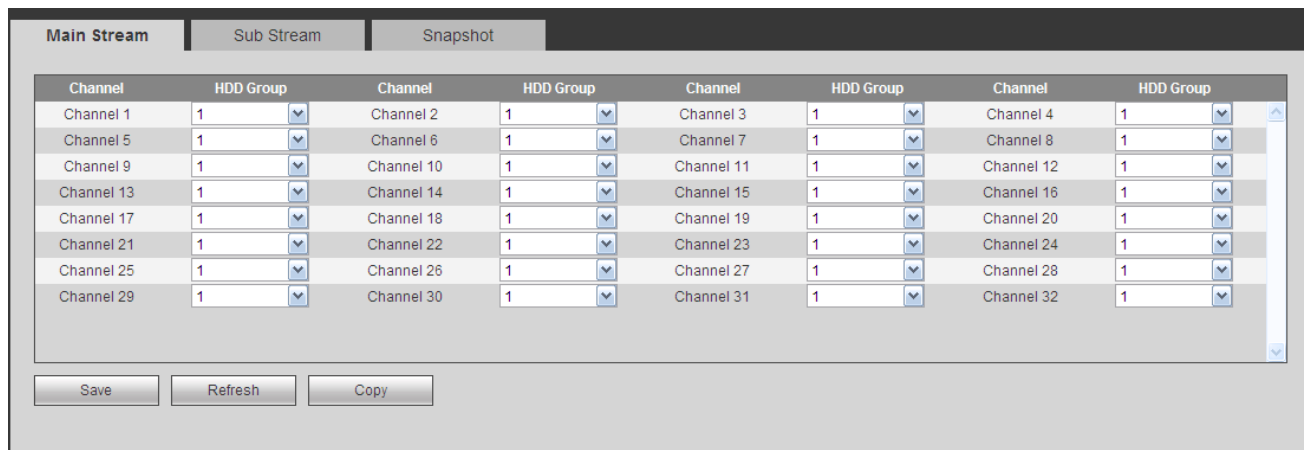 Main Stream Sub Stream Snapshot
Channel HDD Group Channel HDD Group Channel HDD Group Channel HDD Group
Channel 1 1 Channel 2 1 Channel 3 1 Channel 4 1
Channel 5 1 Channel 6 1 Channel 7 1 Channel 8 1
Channel 9 1 Channel 10 1 Channel 11 1 Channel 12 1
Channel 13 1 Channel 14 1 Channel 15 1 Channel 16 1
Channel 17 1 Channel 18 1 Channel 19 1 Channel 20 1
Channel 21 1 Channel 22 1 Channel 23 1 Channel 24 1
Channel 25 1 Channel 26 1 Channel 27 1 Channel 28 1
Channel 29 1 Channel 30 1 Channel 31 1 Channel 32 1
Save Refresh Copy